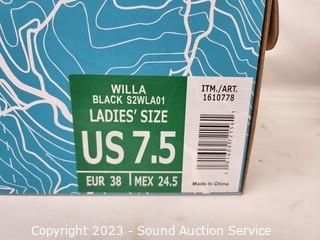 WILLA
BLACK S2WLA01
LADIES' SIZE
US 7.5
EUR 38 | MEX 24.5
ITM./ART.
1610778
Made in China
Copyright ©2023 - Sound Auction Service